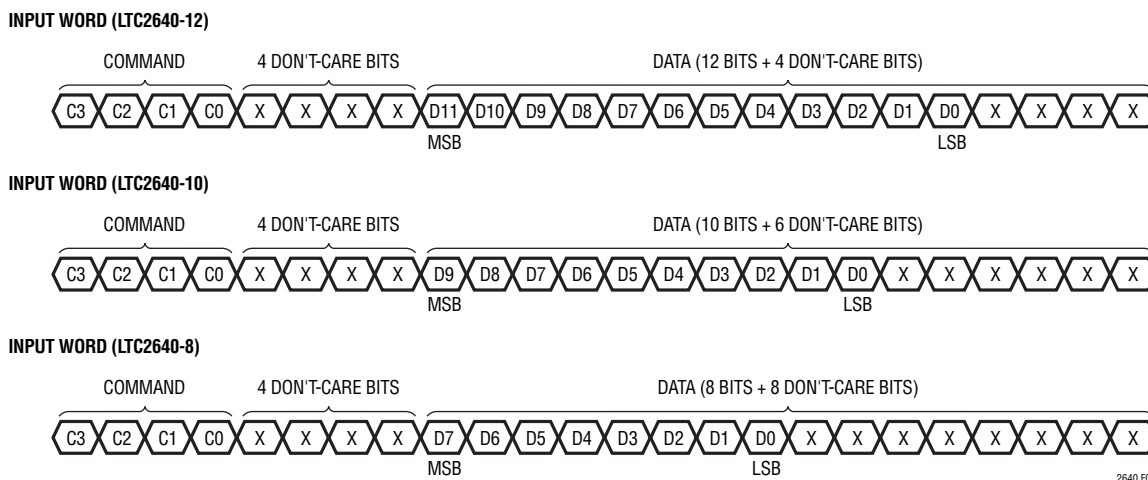 INPUT WORD (LTC2640-12)
COMMAND 4 DON'T-CARE BITS DATA (12 BITS + 4 DON'T-CARE BITS)
C3 C2 C1 C0 X X X X D11 D10 D9 D8 D7 D6 D5 D4 D3 D2 D1 D0 X X X X
MSB LSB
INPUT WORD (LTC2640-10)
COMMAND 4 DON'T-CARE BITS DATA (10 BITS + 6 DON'T-CARE BITS)
C3 C2 C1 C0 X X X X D9 D8 D7 D6 D5 D4 D3 D2 D1 D0 X X X X X X
MSB LSB
INPUT WORD (LTC2640-8)
COMMAND 4 DON'T-CARE BITS DATA (8 BITS + 8 DON'T-CARE BITS)
C3 C2 C1 C0 X X X X D7 D6 D5 D4 D3 D2 D1 D0 X X X X X X X X
MSB LSB
2640